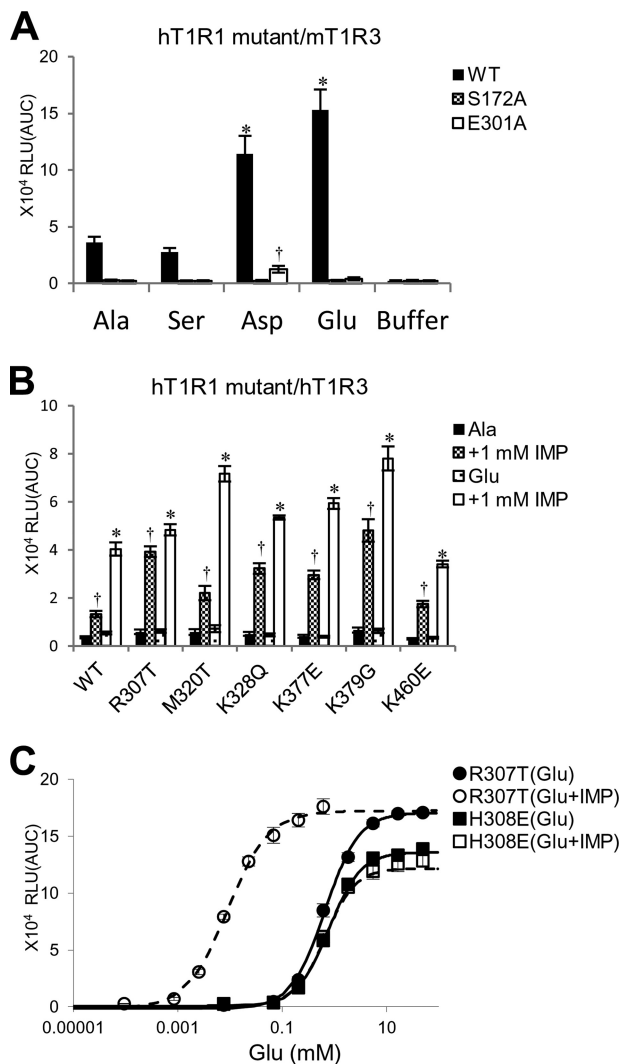 A
hT1R1 mutant/mT1R3
X10⁴ RLU(AUC)
20
15
10
5
0
* * †
Ala Ser Asp Glu Buffer
WT
S172A
E301A
B
hT1R1 mutant/hT1R3
X10⁴ RLU(AUC)
10
8
6
4
2
0
† * † * † * † * † * † * † *
WT R307T M320T K328Q K377E K379G K460E
Ala
+1 mM IMP
Glu
+1 mM IMP
C
X10⁴ RLU(AUC)
20
15
10
5
0
0.00001 0.001 0.1 10
Glu (mM)
R307T(Glu)
R307T(Glu+IMP)
H308E(Glu)
H308E(Glu+IMP)